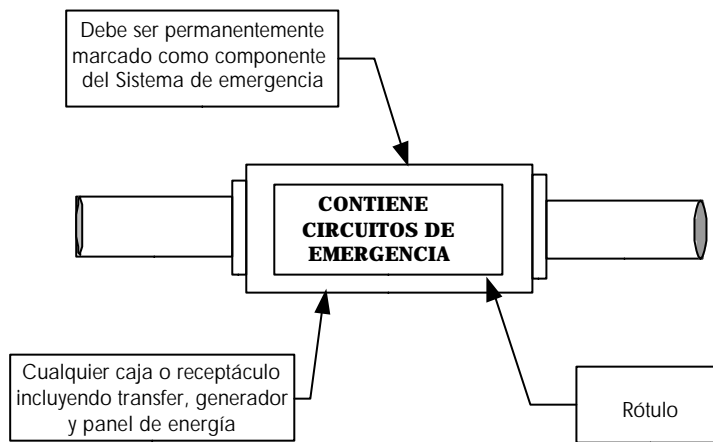 Debe ser permanentemente
marcado como componente
del Sistema de emergencia
CONTIENE
CIRCUITOS DE
EMERGENCIA
Cualquier caja o receptáculo
incluyendo transfer, generador
y panel de energía
Rótulo